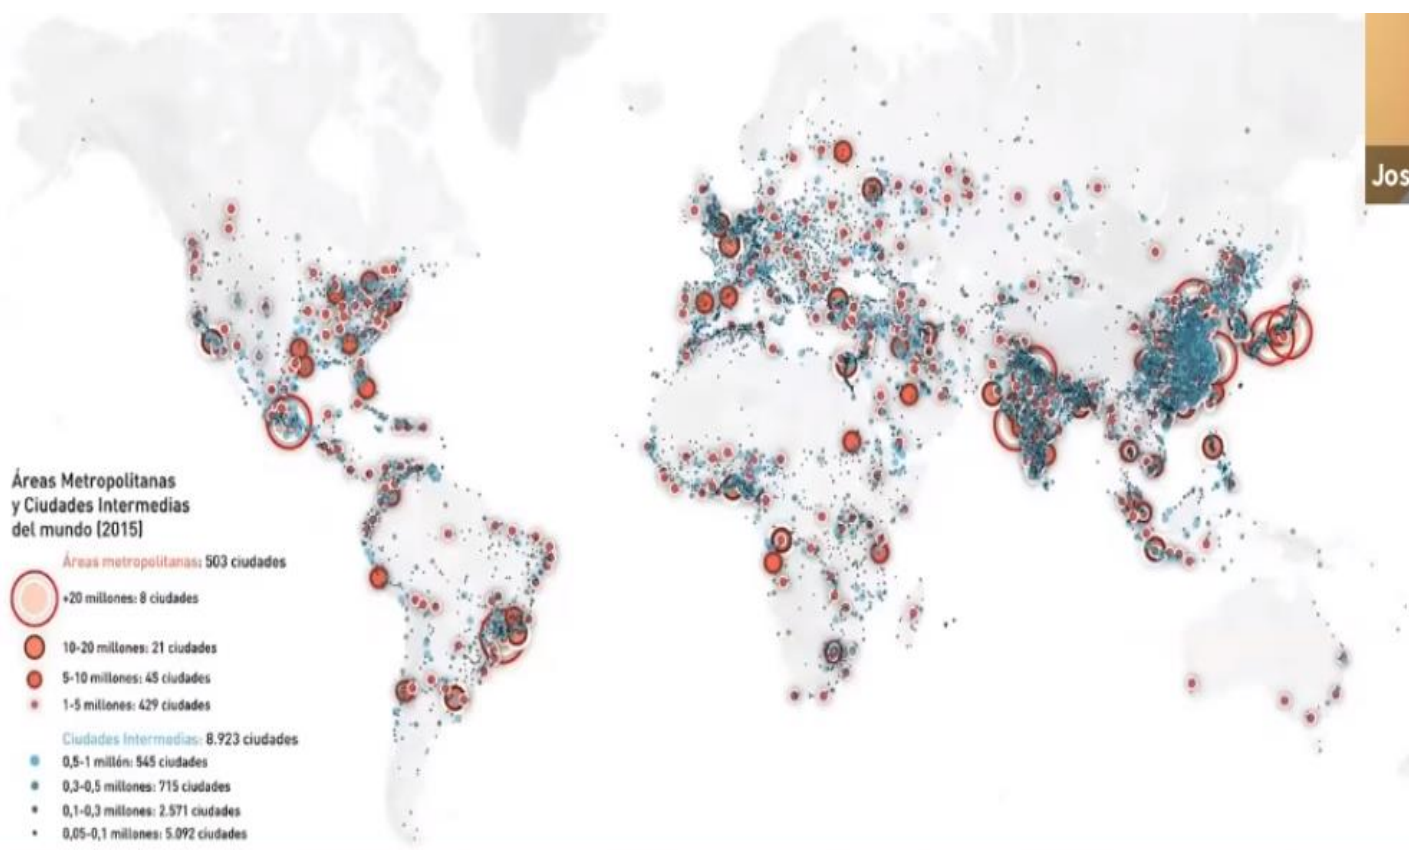 Jos
Áreas Metropolitanas
y Ciudades Intermedias
del mundo (2015)
Áreas metropolitanas: 503 ciudades
+20 millones: 8 ciudades
10-20 millones: 21 ciudades
5-10 millones: 45 ciudades
1-5 millones: 429 ciudades
Ciudades Intermedias: 8.923 ciudades
0,5-1 millón: 545 ciudades
0,3-0,5 millones: 715 ciudades
0,1-0,3 millones: 2.571 ciudades
0,05-0,1 millones: 5.092 ciudades